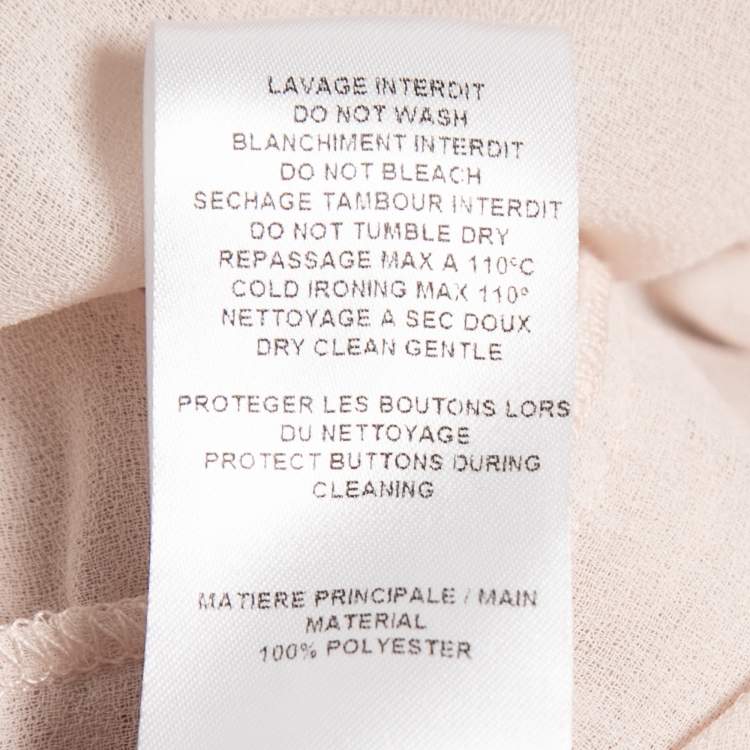 LAVAGE INTERDIT
DO NOT WASH
BLANCHIMENT INTERDIT
DO NOT BLEACH
SECHAGE TAMBOUR INTERDIT
DO NOT TUMBLE DRY
REPASSAGE MAX A 110°C
COLD IRONING MAX 110°
NETTOYAGE A SEC DOUX
DRY CLEAN GENTLE
PROTEGER LES BOUTONS LORS
DU NETTOYAGE
PROTECT BUTTONS DURING
CLEANING
MATIERE PRINCIPALE / MAIN
MATERIAL
100% POLYESTER